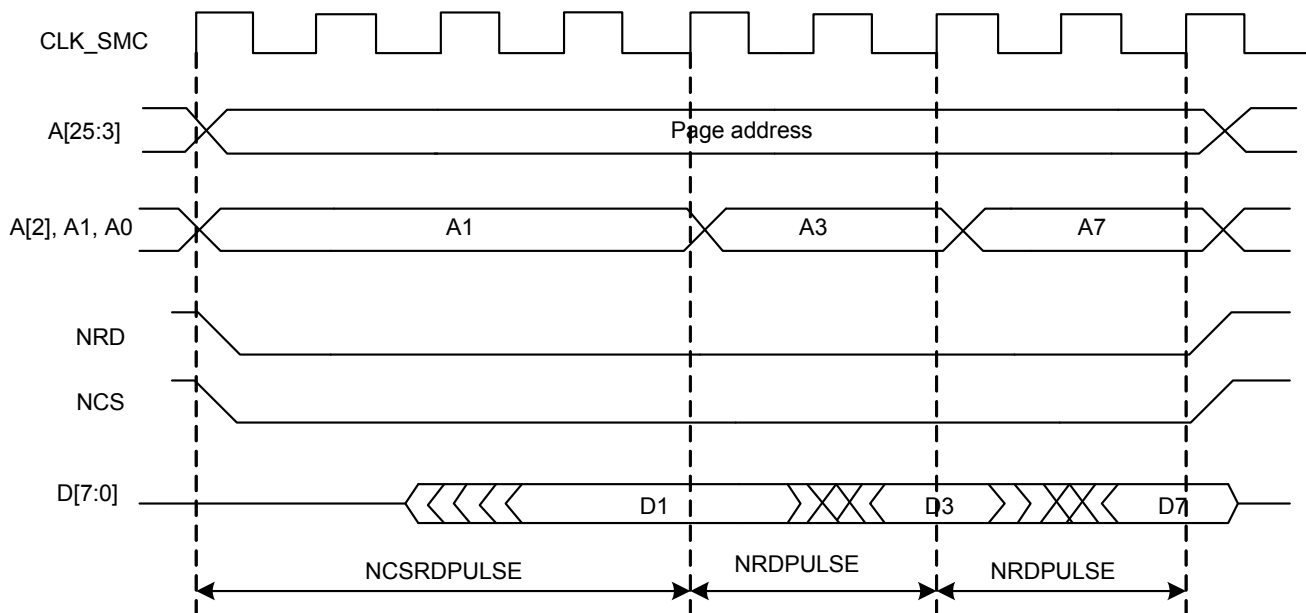 CLK_SMC
A[25:3]
Page address
A[2], A1, A0
A1
A3
A7
NRD
NCS
D[7:0]
D1
D3
D7
NCSRDPULSE
NRDPULSE
NRDPULSE